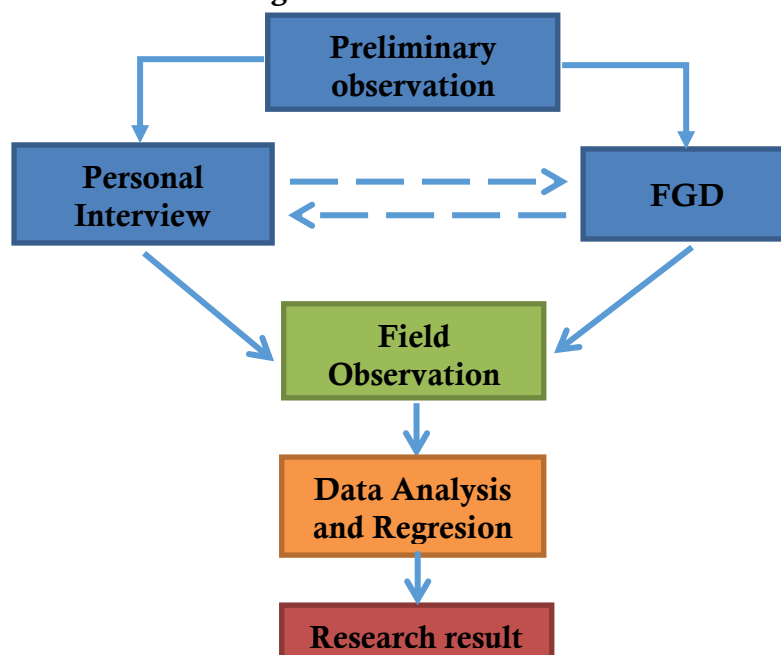 Preliminary
observation
Personal
Interview
FGD
Field
Observation
Data Analysis
and Regresion
Research result